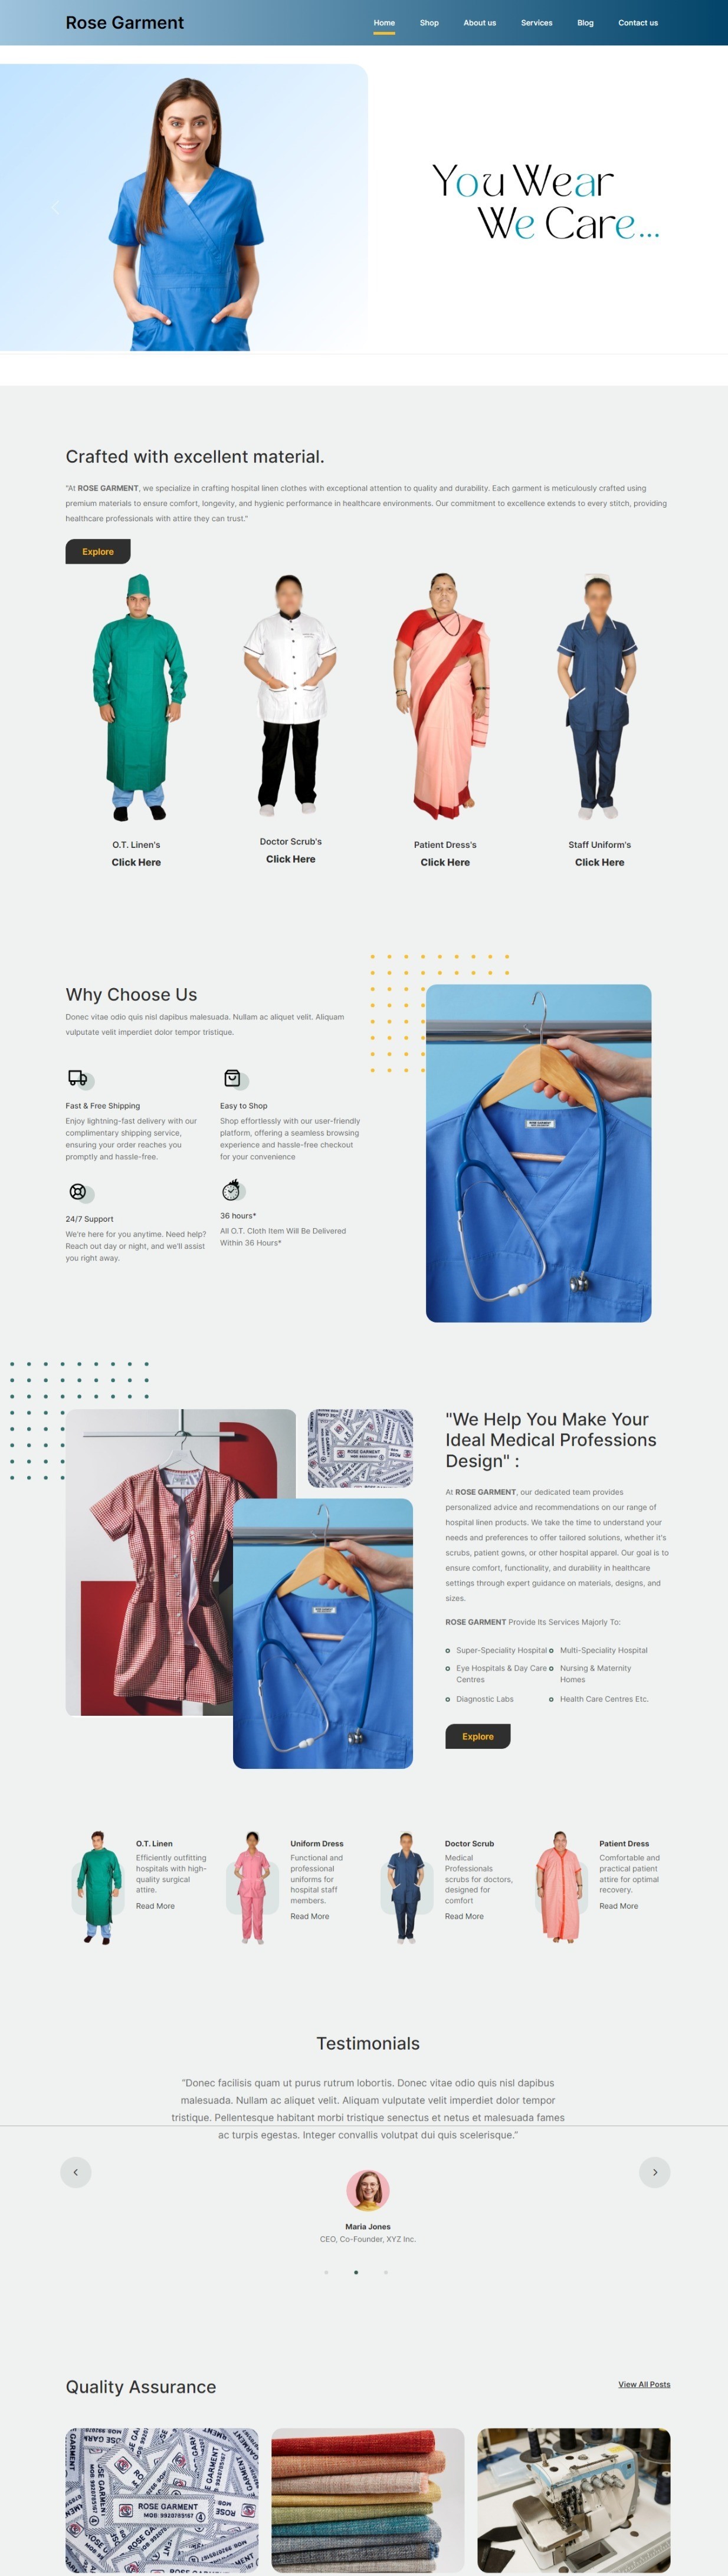 Rose Garment
Home Shop About us Services Blog Contact us
You Wear
We Care...
Crafted with excellent material.
"At ROSE GARMENT, we specialize in crafting hospital linen clothes with exceptional attention to quality and durability. Each garment is meticulously crafted using
premium materials to ensure comfort, longevity, and hygienic performance in healthcare environments. Our commitment to excellence extends to every stitch, providing
healthcare professionals with attire they can trust."
Explore
O.T. Linen's
Click Here
Doctor Scrub's
Click Here
Patient Dress's
Click Here
Staff Uniform's
Click Here
Why Choose Us
Donec vitae odio quis nisl dapibus malesuada. Nullam ac aliquet velit. Aliquam
vulputate velit imperdiet dolor tempor tristique.
Fast & Free Shipping
Enjoy lightning-fast delivery with our
complimentary shipping service,
ensuring your order reaches you
promptly and hassle-free.
Easy to Shop
Shop effortlessly with our user-friendly
platform, offering a seamless browsing
experience and hassle-free checkout
for your convenience
24/7 Support
We're here for you anytime. Need help?
Reach out day or night, and we'll assist
you right away.
36 hours*
All O.T. Cloth Item Will Be Delivered
Within 36 Hours*
ROSE GARMENT
ROSE GARMENT
ROSE GARMENT
"We Help You Make Your
Ideal Medical Professions
Design" :
At ROSE GARMENT, our dedicated team provides
personalized advice and recommendations on our range of
hospital linen products. We take the time to understand your
needs and preferences to offer tailored solutions, whether it's
scrubs, patient gowns, or other hospital apparel. Our goal is to
ensure comfort, functionality, and durability in healthcare
settings through expert guidance on materials, designs, and
sizes.
ROSE GARMENT Provide Its Services Majorly To:
Super-Speciality Hospital
Multi-Speciality Hospital
Eye Hospitals & Day Care
Centres
Nursing & Maternity
Homes
Diagnostic Labs
Health Care Centres Etc.
Explore
O.T. Linen
Efficiently outfitting
hospitals with high-
quality surgical
attire.
Read More
Uniform Dress
Functional and
professional
uniforms for
hospital staff
members.
Read More
Doctor Scrub
Medical
Professionals
scrubs for doctors,
designed for
comfort
Read More
Patient Dress
Comfortable and
practical patient
attire for optimal
recovery.
Read More
Testimonials
"Donec facilisis quam ut purus rutrum lobortis. Donec vitae odio quis nisl dapibus
malesuada. Nullam ac aliquet velit. Aliquam vulputate velit imperdiet dolor tempor
tristique. Pellentesque habitant morbi tristique senectus et netus et malesuada fames
ac turpis egestas. Integer convallis volutpat dui quis scelerisque."
Maria Jones
CEO, Co-Founder, XYZ Inc.
Quality Assurance
View All Posts
ROSE GARMENT
MOB: 9920785167